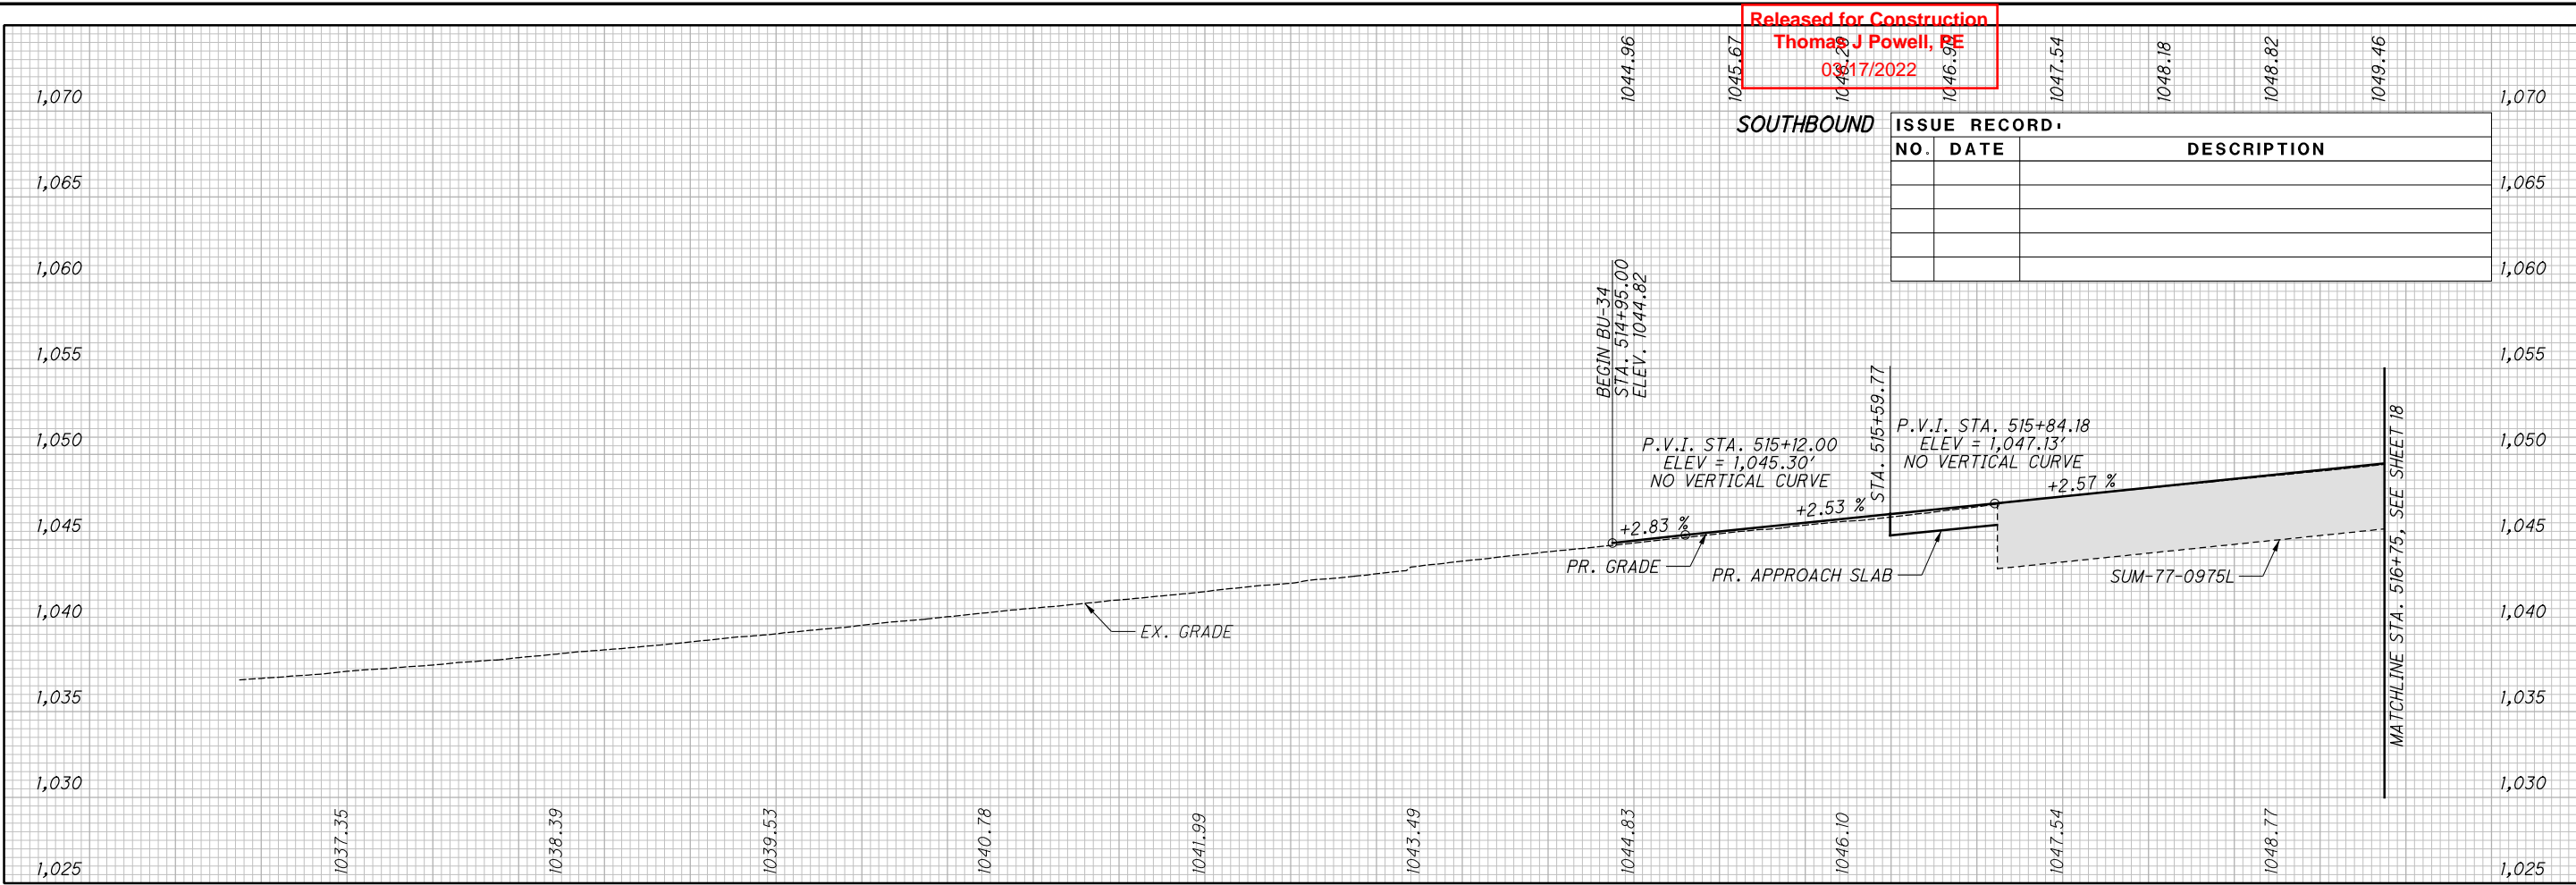 Released for Construction
Thomas J Powell, PE
03/17/2022
1044.96
1045.67
1046.90
1047.54
1048.18
1048.82
1049.46
1,070
1,070
SOUTHBOUND
ISSUE RECORD:
NO. DATE DESCRIPTION
1,065
1,065
1,060
1,060
BEGIN BU-34
STA. 514+95.00
ELEV. 1044.82
1,055
1,055
STA. 515+59.77
1,050
1,050
P.V.I. STA. 515+12.00
ELEV = 1,045.30'
NO VERTICAL CURVE
P.V.I. STA. 515+84.18
ELEV = 1,047.13'
NO VERTICAL CURVE
+2.83 %
+2.53 %
+2.57 %
1,045
1,045
PR. GRADE
PR. APPROACH SLAB
SUM-77-0975L
MATCHLINE STA. 516+75, SEE SHEET 18
1,040
1,040
EX. GRADE
1,035
1,035
1,030
1,030
1037.35
1038.39
1039.53
1040.78
1041.99
1043.49
1044.83
1046.10
1047.54
1048.77
1,025
1,025